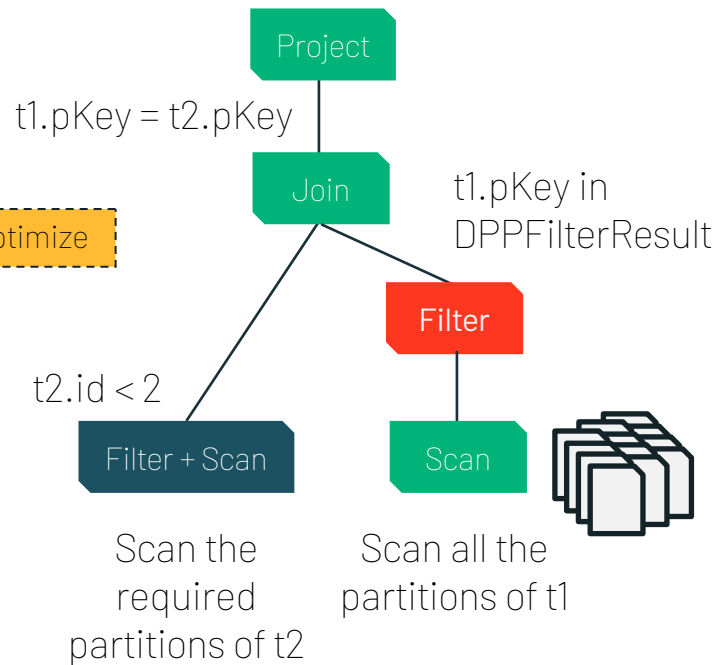 Project
t1.pKey = t2.pKey
Join
t1.pKey in
DPPFilterResult
Filter
t2.id < 2
Filter + Scan
Scan
Scan the
required
partitions of t2
Scan all the
partitions of t1